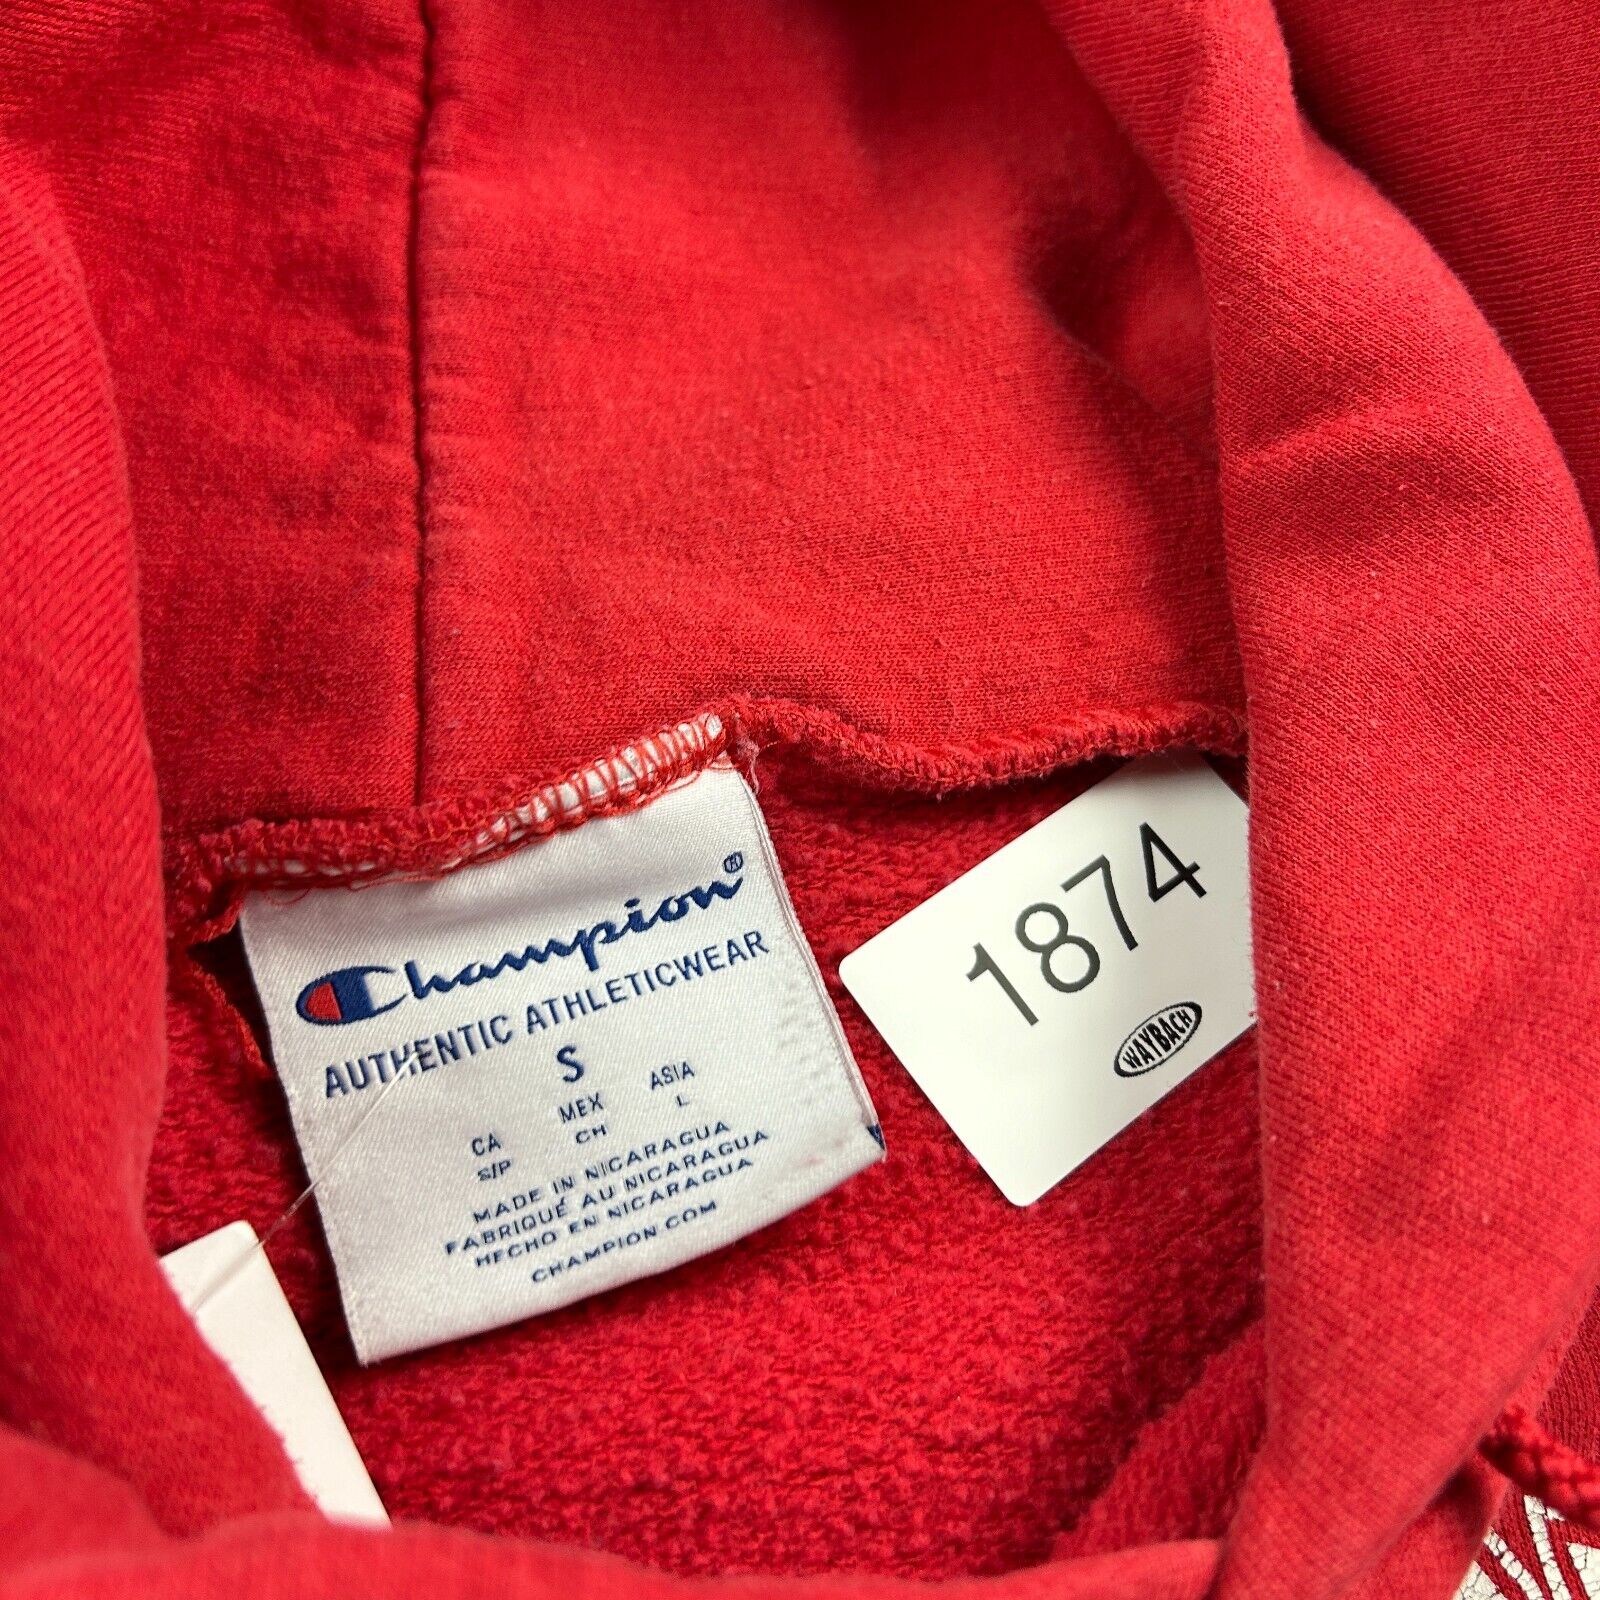 Champion®
AUTHENTIC ATHLETICWEAR
S
CA MEX ASIA
S/P CH L
MADE IN NICARAGUA
FABRIQUÉ AU NICARAGUA
HECHO EN NICARAGUA
CHAMPION.COM
1874
WAYBACH